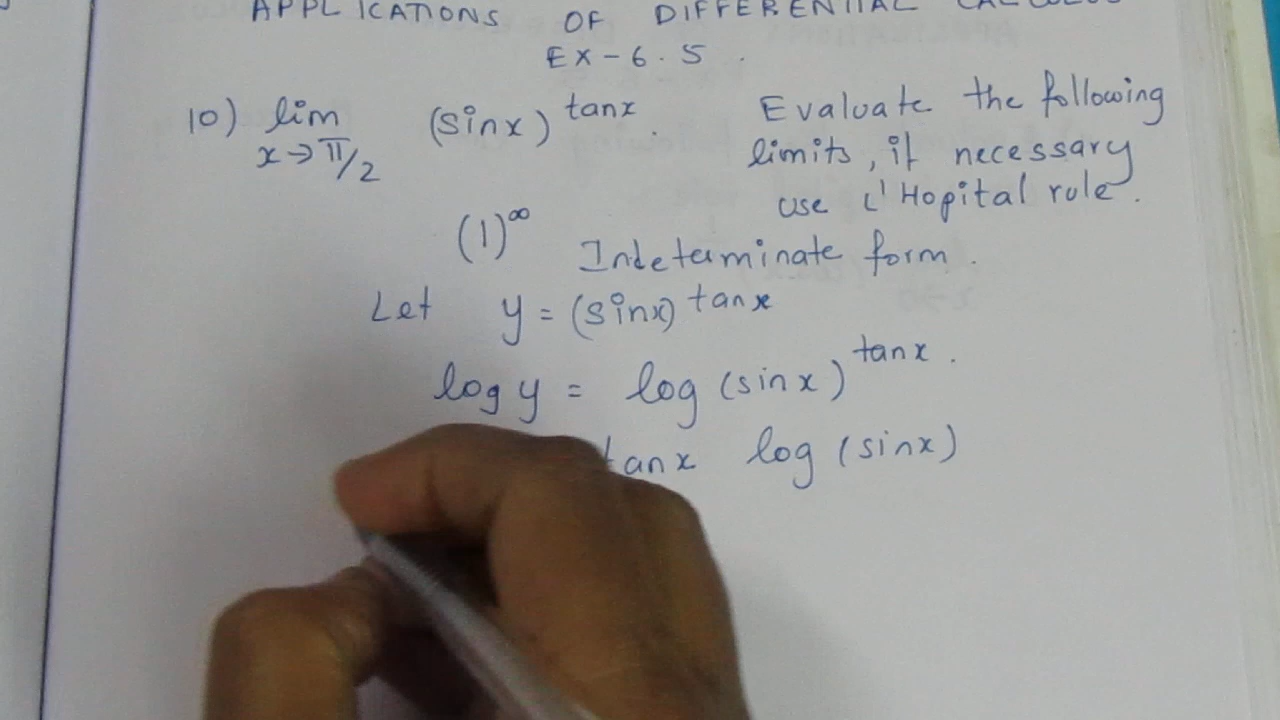 APPLICATIONS OF DIFFERENTIAL CALCULUS
EX-6.5.
10) lim x→π/2 (sinx)^tanx.
Evaluate the following
limits, if necessary
use L'Hopital rule.
(1)^∞ Indeterminate form.
Let y = (sinx)^tanx
log y = log (sinx)^tanx.
tanx log (sinx)